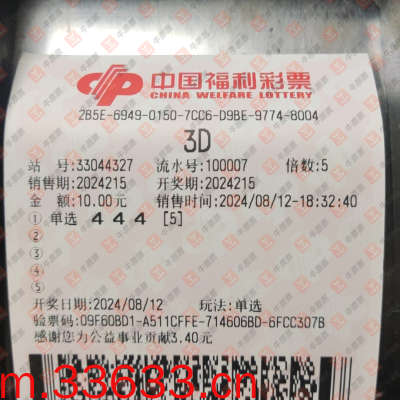 中国福利彩票
CHINA WELFARE LOTTERY
2B5E-6949-0150-7CC6-D9BE-9774-8004
3D
站 号:33044327 流水号:100007 倍数:5
销售期:2024215 开奖期:2024215
金 额:10.00元 销售时间:2024/08/12-18:32:40
① 单选 4 4 4 [5]
②
③
④
⑤
开奖日期:2024/08/12 玩法:单选
验票码:09F60BD1-A511CFFE-714606BD-6FCC307B
感谢您为公益事业贡献3.40元
m.33633.com.cn